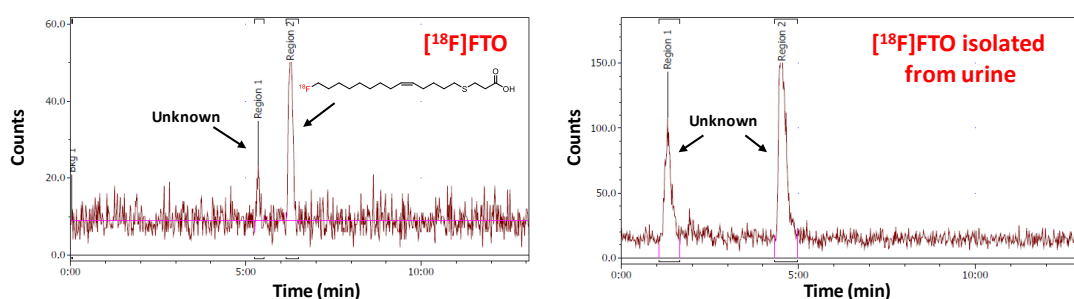 [¹⁸F]FTO
60.0
40.0
20.0
0.0
Counts
Bkg 1
Region 1
Region 2
Unknown
¹⁸F
S
O
OH
0:00
5:00
10:00
Time (min)
[¹⁸F]FTO isolated
from urine
150.0
100.0
50.0
0.0
Counts
Region 1
Region 2
Unknown
0:00
5:00
10:00
Time (min)